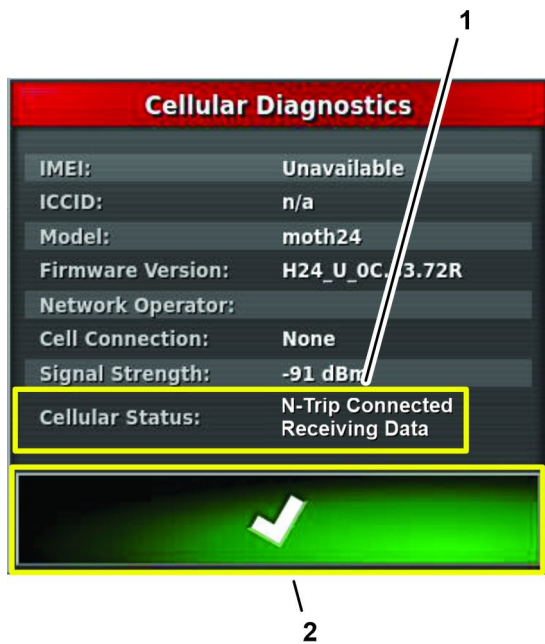 1
Cellular Diagnostics
IMEI: Unavailable
ICCID: n/a
Model: moth24
Firmware Version:
Network Operator:
Cell Connection: None
Signal Strength: -91 dBm
Cellular Status: N-Trip Connected
Receiving Data
2